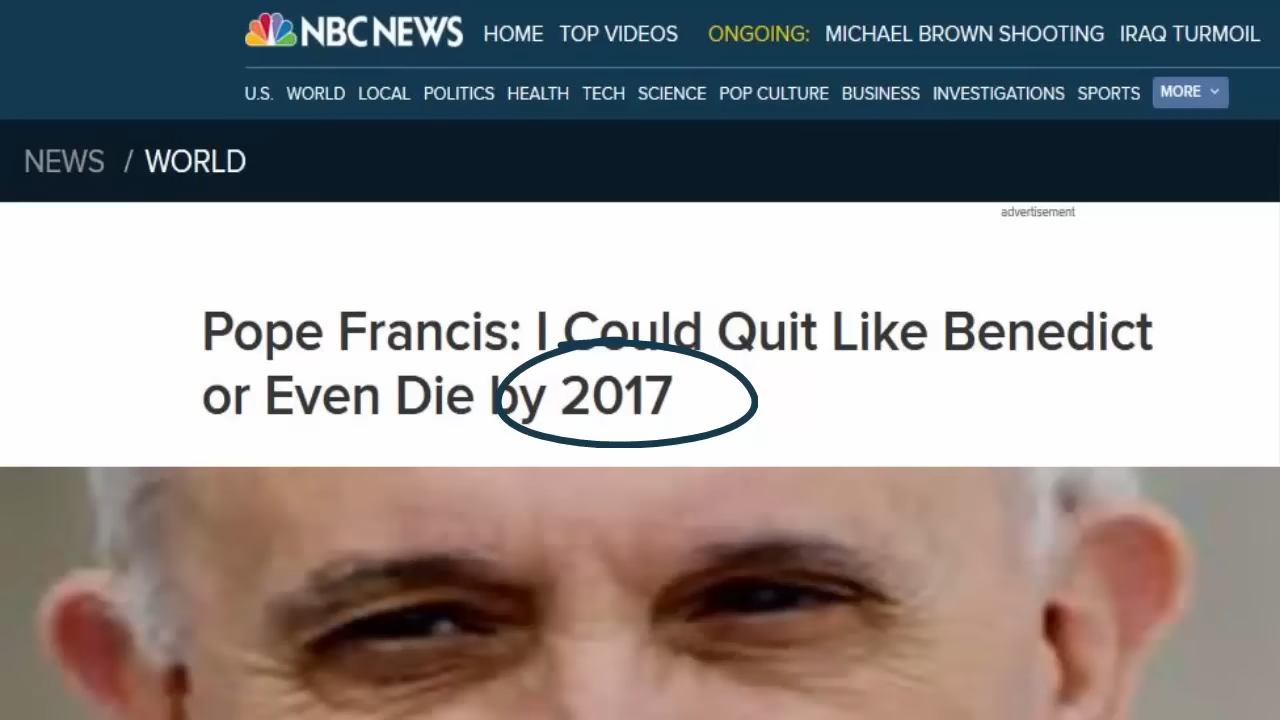 NBC NEWS HOME TOP VIDEOS ONGOING: MICHAEL BROWN SHOOTING IRAQ TURMOIL
U.S. WORLD LOCAL POLITICS HEALTH TECH SCIENCE POP CULTURE BUSINESS INVESTIGATIONS SPORTS MORE
NEWS / WORLD
advertisement
Pope Francis: I Could Quit Like Benedict
or Even Die by 2017